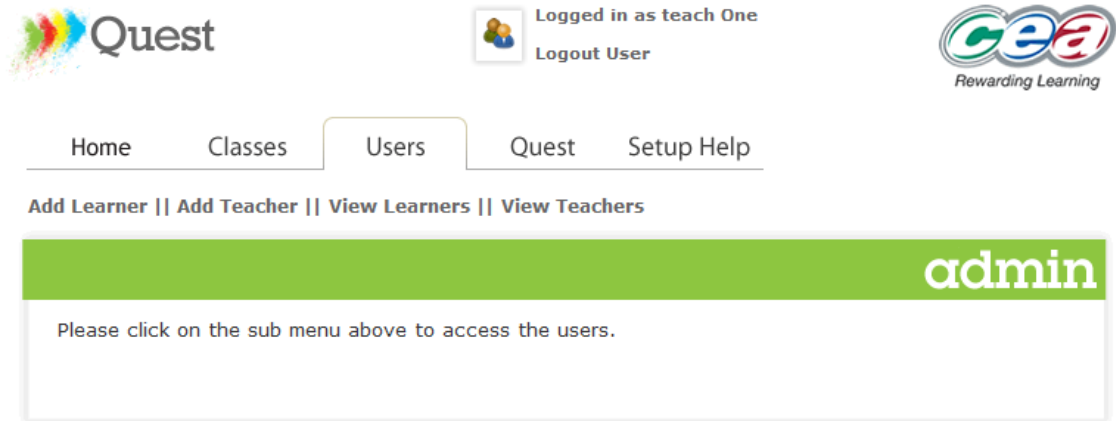 Quest
Logged in as teach One
Logout User
cea
Rewarding Learning
Home Classes Users Quest Setup Help
Add Learner || Add Teacher || View Learners || View Teachers
admin
Please click on the sub menu above to access the users.